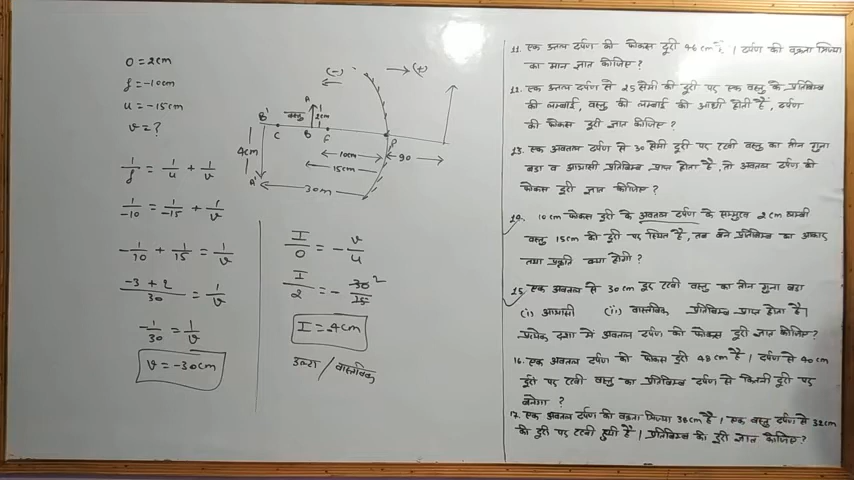 O = 2cm
f = -10cm
u = -15cm
v = ?
1/f = 1/u + 1/v
1/-10 = 1/-15 + 1/v
-1/10 + 1/15 = 1/v
-3 + 2/30 = 1/v
-1/30 = 1/v
v = -30cm
(-) (+)
A
वस्तु 2cm
B' C B F P
4cm
10cm 90
15cm
A' 30m
I/O = - v/u
I/2 = - 30/15 2
I = 4cm
उल्टा / वास्तविक
11. एक उत्तल दर्पण की फोकस दूरी 46 cm है । दर्पण की वक्रता त्रिज्या
का मान ज्ञात कीजिए ?
12. एक उत्तल दर्पण से 25 सेमी की दूरी पर एक वस्तु के प्रतिबिम्ब
की लम्बाई, वस्तु की लम्बाई की आधी होती है, दर्पण
की फोकस दूरी ज्ञात कीजिए ?
13. एक अवतल दर्पण से 30 सेमी दूरी पर रखी वस्तु का तीन गुना
बड़ा व आभासी प्रतिबिम्ब प्राप्त होता है, तो अवतल दर्पण की
फोकस दूरी ज्ञात कीजिए ?
14. 10 cm फोकस दूरी के अवतल दर्पण के सम्मुख 2 cm लम्बी
वस्तु 15cm की दूरी पर स्थित है, तब बने प्रतिबिम्ब का आकार
तथा प्रकृति क्या होगी ?
15. एक अवतल से 30 cm दूर रखी वस्तु का तीन गुना बड़ा
(i) आभासी (ii) वास्तविक प्रतिबिम्ब प्राप्त होता है।
प्रत्येक दशा में अवतल दर्पण की फोकस दूरी ज्ञात कीजिए ?
16. एक अवतल दर्पण की फोकस दूरी 48 cm है । दर्पण से 40 cm
दूरी पर रखी वस्तु का प्रतिबिम्ब दर्पण से कितनी दूरी पर
बनेगा ?
17. एक अवतल दर्पण की वक्रता त्रिज्या 38 cm है । एक वस्तु दर्पण से 32cm
की दूरी पर रखी हुयी है । प्रतिबिम्ब की दूरी ज्ञात कीजिए ?